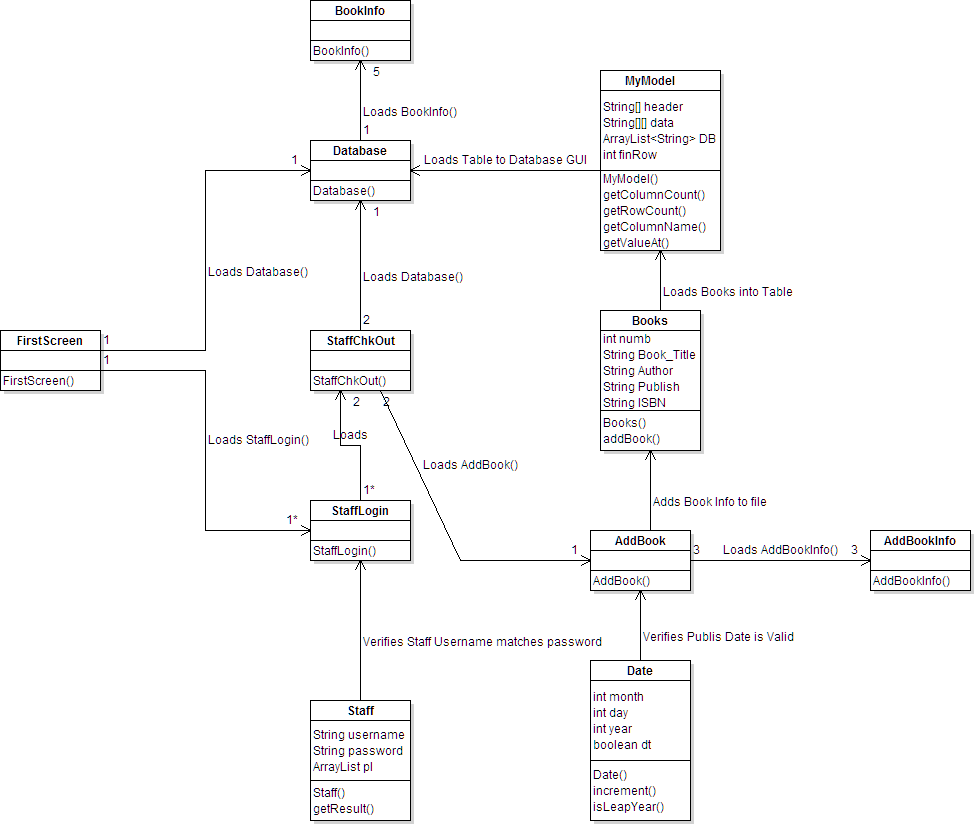 BookInfo
BookInfo()
5
Loads BookInfo()
1
Database
Database()
1
1
Loads Table to Database GUI
MyModel
String[] header
String[][] data
ArrayList<String> DB
int finRow
MyModel()
getColumnCount()
getRowCount()
getColumnName()
getValueAt()
Loads Database()
Loads Database()
2
Loads Books into Table
FirstScreen
FirstScreen()
1
1
StaffChkOut
StaffChkOut()
2
2
Books
int numb
String Book_Title
String Author
String Publish
String ISBN
Books()
addBook()
Loads StaffLogin()
Loads
Loads AddBook()
1*
1*
StaffLogin
StaffLogin()
Adds Book Info to file
1
AddBook
AddBook()
3
Loads AddBookInfo()
3
AddBookInfo
AddBookInfo()
Verifies Staff Username matches password
Verifies Publis Date is Valid
Staff
String username
String password
ArrayList pl
Staff()
getResult()
Date
int month
int day
int year
boolean dt
Date()
increment()
isLeapYear()